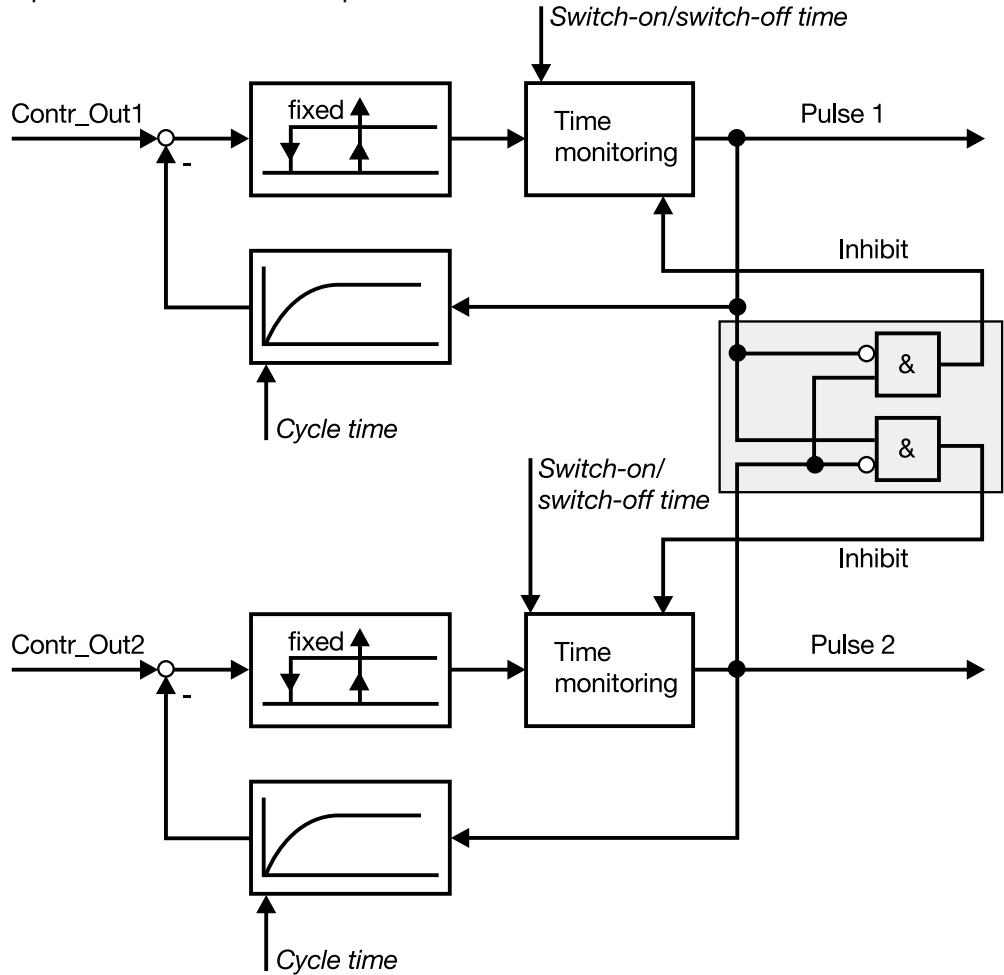 Switch-on/switch-off time
Contr_Out1
fixed
Time
monitoring
Pulse 1
-
Inhibit
&
Cycle time
&
Switch-on/
switch-off time
Inhibit
Contr_Out2
fixed
Time
monitoring
Pulse 2
-
Cycle time